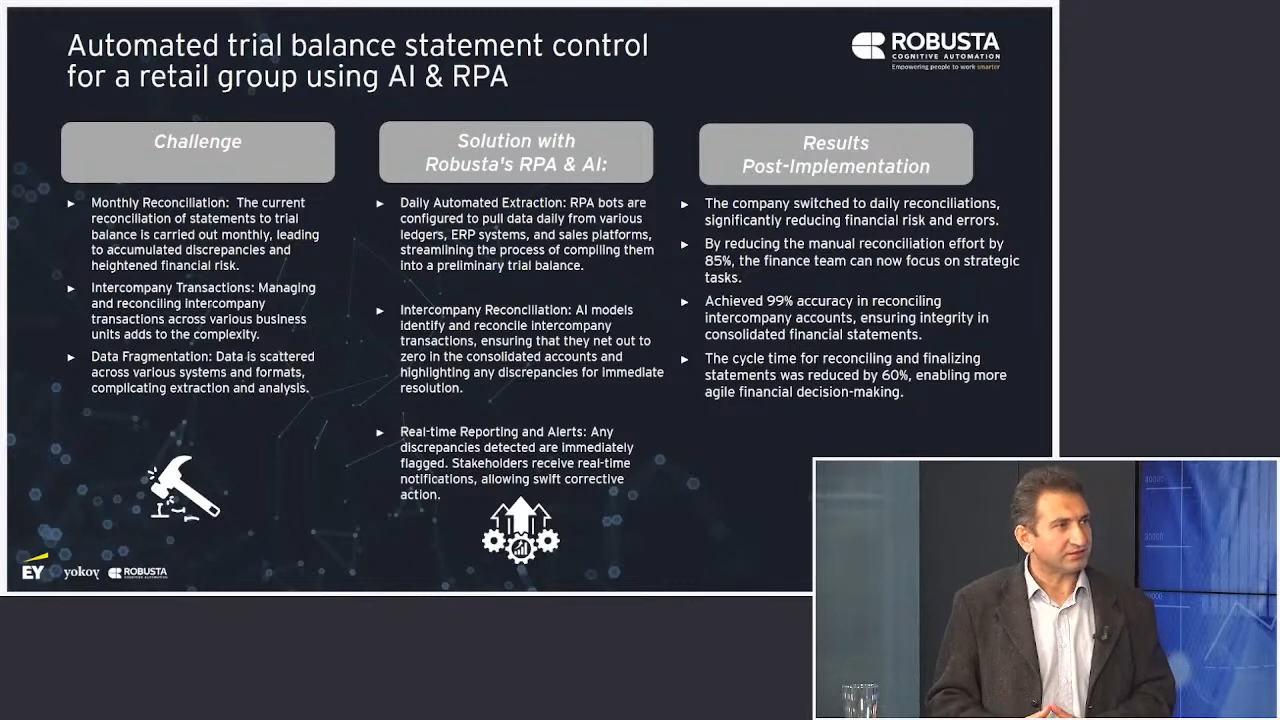 Automated trial balance statement control
for a retail group using AI & RPA
ROBUSTA
COGNITIVE AUTOMATION
Empowering people to work smarter
Challenge
Monthly Reconciliation: The current
reconciliation of statements to trial
balance is carried out monthly, leading
to accumulated discrepancies and
heightened financial risk.
Intercompany Transactions: Managing
and reconciling intercompany
transactions across various business
units adds to the complexity.
Data Fragmentation: Data is scattered
across various systems and formats,
complicating extraction and analysis.
Solution with
Robusta's RPA & AI:
Daily Automated Extraction: RPA bots are
configured to pull data daily from various
ledgers, ERP systems, and sales platforms,
streamlining the process of compiling them
into a preliminary trial balance.
Intercompany Reconciliation: AI models
identify and reconcile intercompany
transactions, ensuring that they net out to
zero in the consolidated accounts and
highlighting any discrepancies for immediate
resolution.
Real-time Reporting and Alerts: Any
discrepancies detected are immediately
flagged. Stakeholders receive real-time
notifications, allowing swift corrective
action.
Results
Post-Implementation
The company switched to daily reconciliations,
significantly reducing financial risk and errors.
By reducing the manual reconciliation effort by
85%, the finance team can now focus on strategic
tasks.
Achieved 99% accuracy in reconciling
intercompany accounts, ensuring integrity in
consolidated financial statements.
The cycle time for reconciling and finalizing
statements was reduced by 60%, enabling more
agile financial decision-making.
EY
yokoy
ROBUSTA
COGNITIVE AUTOMATION